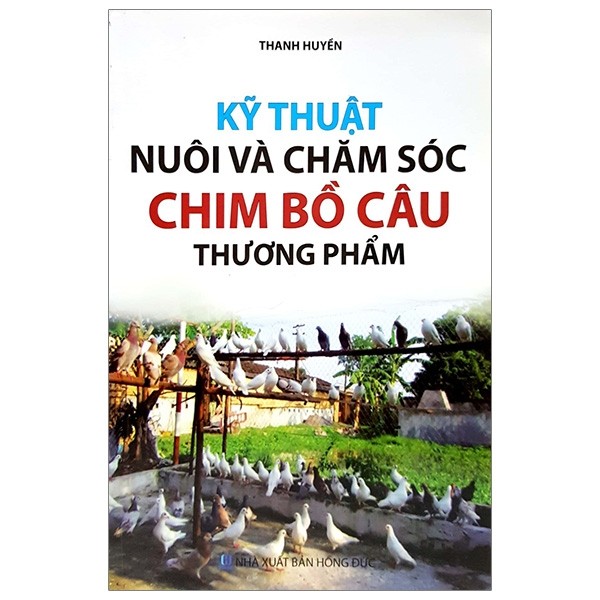 THANH HUYỀN
KỸ THUẬT
NUÔI VÀ CHĂM SÓC
CHIM BỒ CÂU
THƯƠNG PHẨM
NHÀ XUẤT BẢN HỒNG ĐỨC